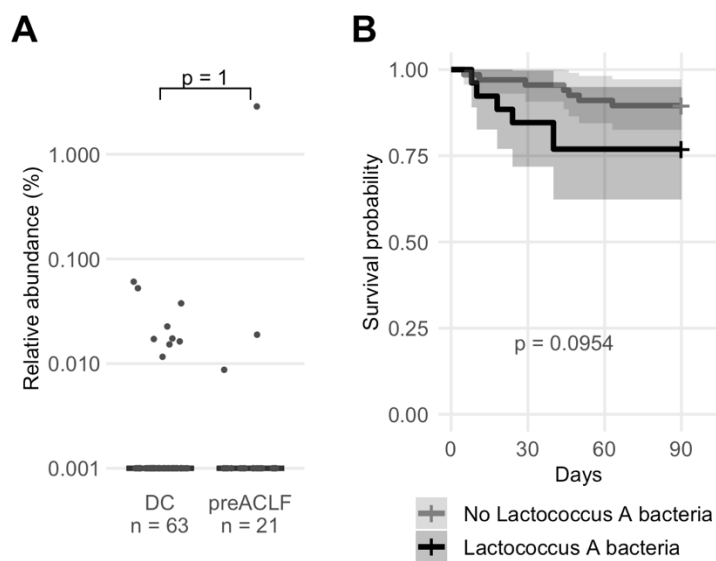 A
p = 1
Relative abundance (%)
1.000
0.100
0.010
0.001
DC
n = 63
preACLF
n = 21
B
Survival probability
1.00
0.75
0.50
0.25
0.00
p = 0.0954
0
30
60
90
Days
No Lactococcus A bacteria
Lactococcus A bacteria